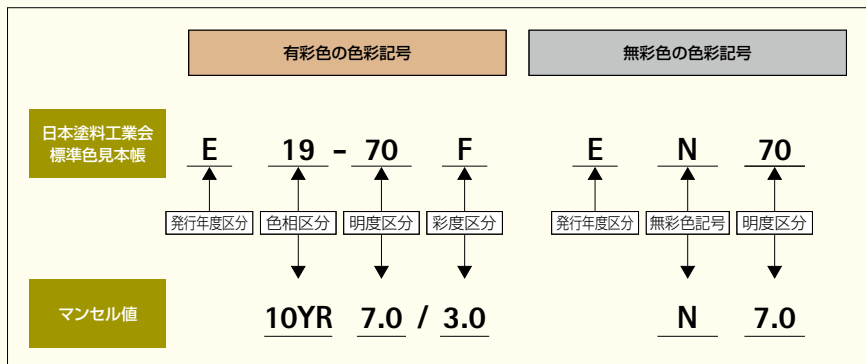 有彩色の色彩記号
無彩色の色彩記号
日本塗料工業会
標準色見本帳
E 19 - 70 F
E N 70
発行年度区分 色相区分 明度区分 彩度区分
発行年度区分 無彩色記号 明度区分
マンセル値
10YR 7.0 / 3.0
N 7.0